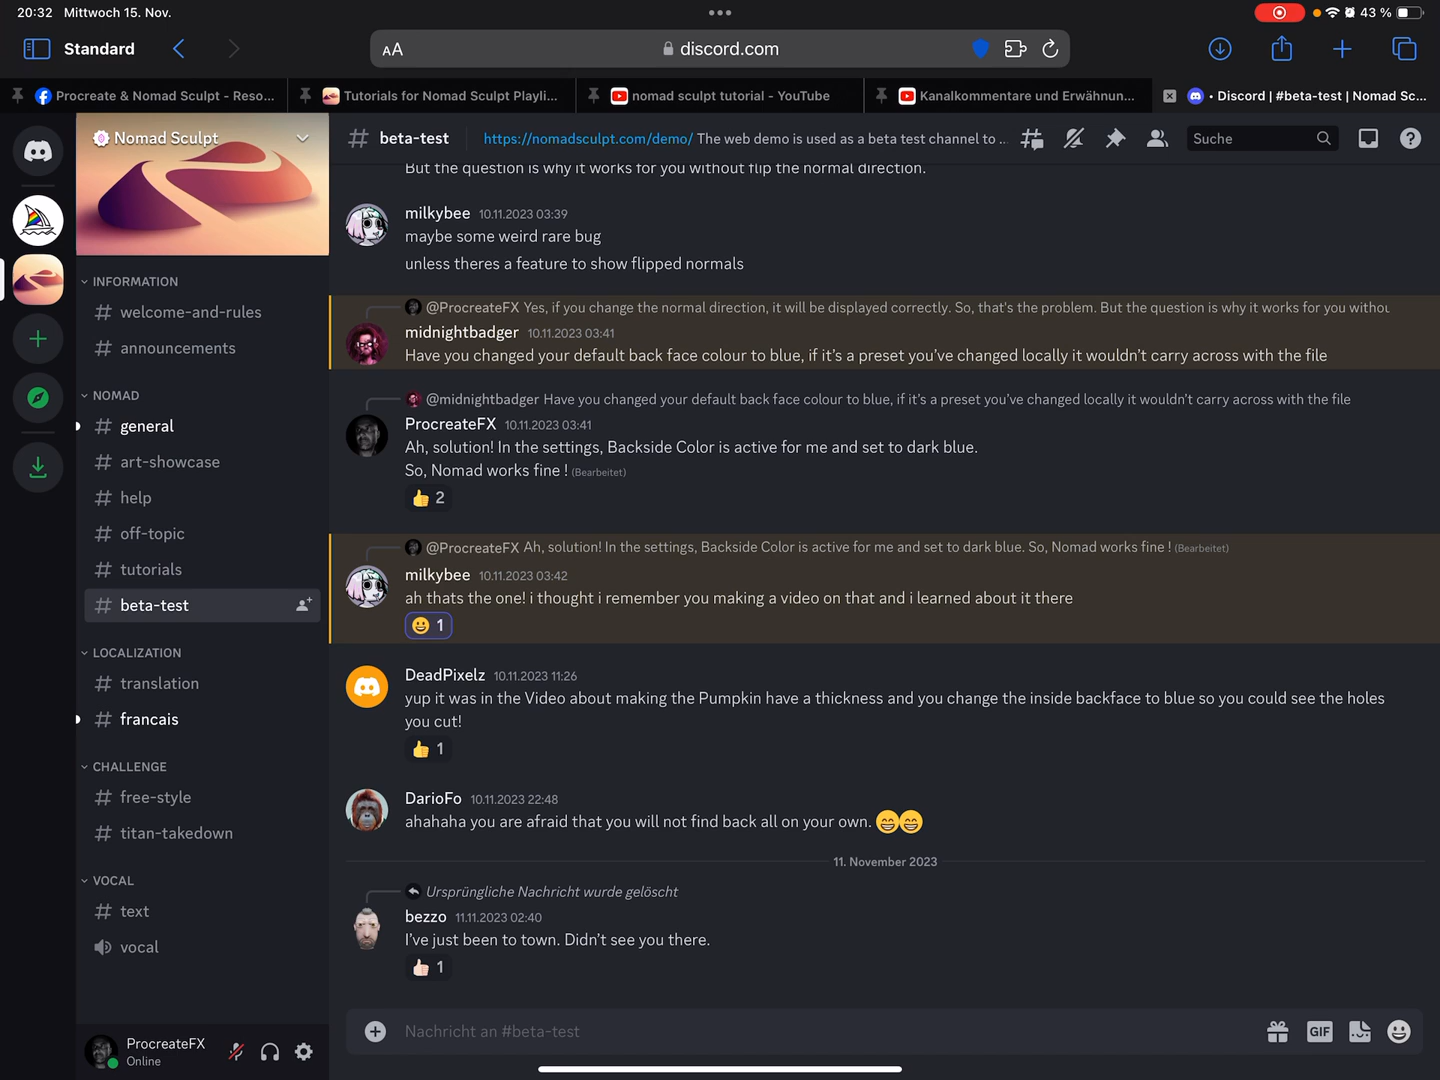 20:32 Mittwoch 15. Nov.
43 %
Standard
AA
discord.com
Procreate & Nomad Sculpt - Reso...
Tutorials for Nomad Sculpt Playli...
nomad sculpt tutorial - YouTube
Kanalkommentare und Erwähnun...
• Discord | #beta-test | Nomad Sc...
Nomad Sculpt
beta-test
https://nomadsculpt.com/demo/ The web demo is used as a beta test channel to ...
Suche
INFORMATION
welcome-and-rules
announcements
NOMAD
general
art-showcase
help
off-topic
tutorials
beta-test
LOCALIZATION
translation
francais
CHALLENGE
free-style
titan-takedown
VOCAL
text
vocal
ProcreateFX
Online
But the question is why it works for you without flip the normal direction.
milkybee 10.11.2023 03:39
maybe some weird rare bug
unless theres a feature to show flipped normals
@ProcreateFX Yes, if you change the normal direction, it will be displayed correctly. So, that's the problem. But the question is why it works for you withou
midnightbadger 10.11.2023 03:41
Have you changed your default back face colour to blue, if it's a preset you've changed locally it wouldn't carry across with the file
@midnightbadger Have you changed your default back face colour to blue, if it's a preset you've changed locally it wouldn't carry across with the file
ProcreateFX 10.11.2023 03:41
Ah, solution! In the settings, Backside Color is active for me and set to dark blue.
So, Nomad works fine ! (Bearbeitet)
2
@ProcreateFX Ah, solution! In the settings, Backside Color is active for me and set to dark blue. So, Nomad works fine ! (Bearbeitet)
milkybee 10.11.2023 03:42
ah thats the one! i thought i remember you making a video on that and i learned about it there
1
DeadPixelz 10.11.2023 11:26
yup it was in the Video about making the Pumpkin have a thickness and you change the inside backface to blue so you could see the holes
you cut!
1
DarioFo 10.11.2023 22:48
ahahaha you are afraid that you will not find back all on your own. 😁😁
11. November 2023
Ursprüngliche Nachricht wurde gelöscht
bezzo 11.11.2023 02:40
I've just been to town. Didn't see you there.
1
Nachricht an #beta-test
GIF